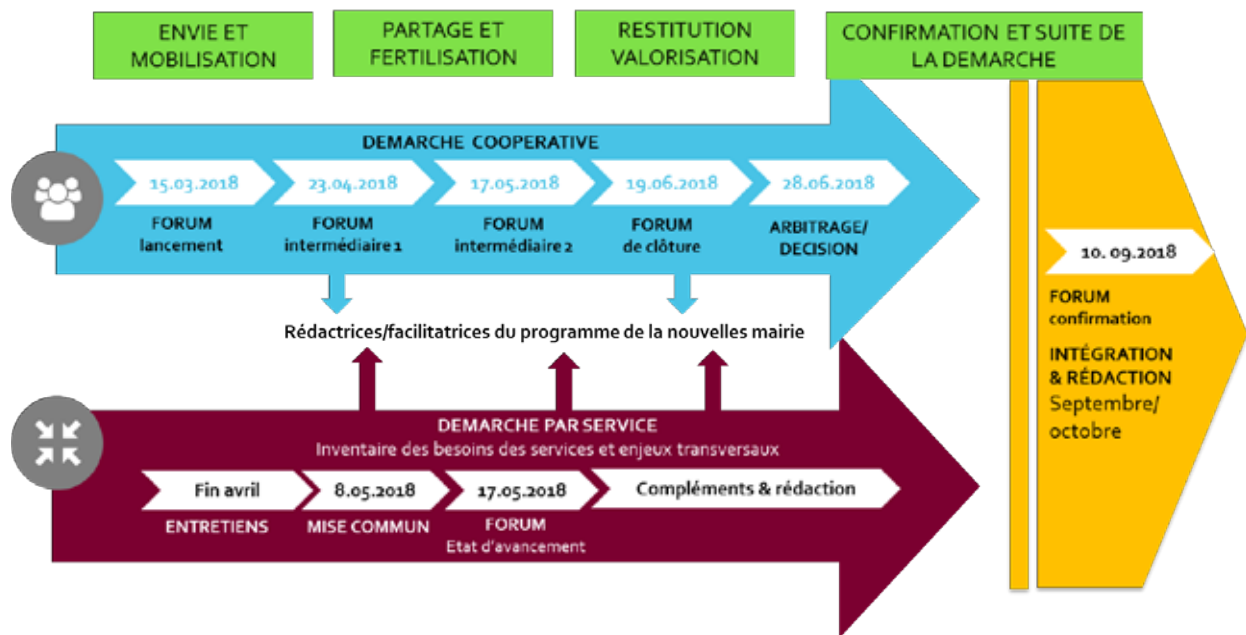 ENVIE ET
MOBILISATION
PARTAGE ET
FERTILISATION
RESTITUTION
VALORISATION
CONFIRMATION ET SUITE DE
LA DEMARCHE
DEMARCHE COOPERATIVE
15.03.2018
23.04.2018
17.05.2018
19.06.2018
28.06.2018
FORUM
lancement
FORUM
intermédiaire 1
FORUM
intermédiaire 2
FORUM
de clôture
ARBITRAGE/
DECISION
Rédactrices/facilitatrices du programme de la nouvelles mairie
DEMARCHE PAR SERVICE
Inventaire des besoins des services et enjeux transversaux
Fin avril
8.05.2018
17.05.2018
Compléments & rédaction
ENTRETIENS
MISE COMMUN
FORUM
Etat d'avancement
10. 09.2018
FORUM
confirmation
INTÉGRATION
& RÉDACTION
Septembre/
octobre